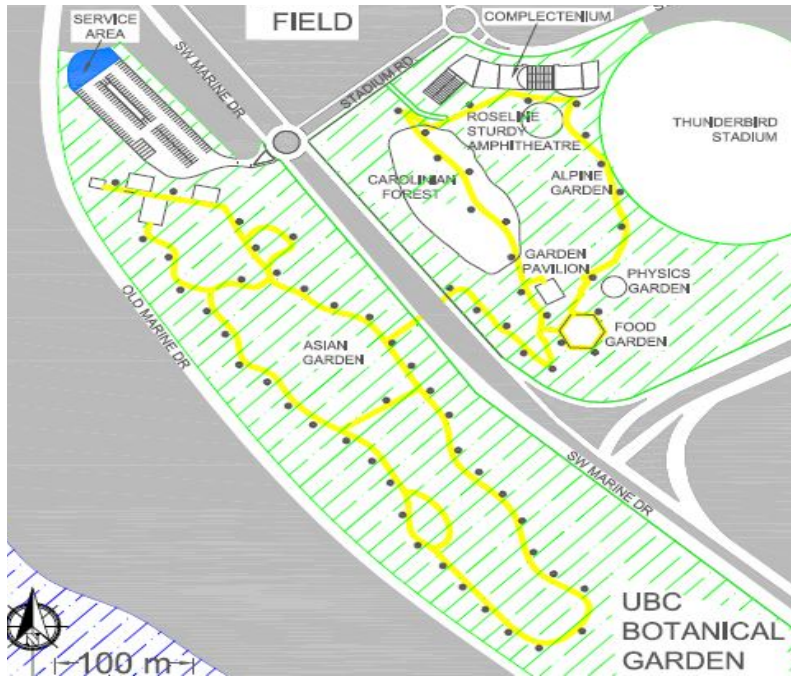 SERVICE
AREA
FIELD
COMPLECTENIUM
SW MARINE DR
STADIUM RD
ROSELINE
STURDY
AMPHITHEATRE
THUNDERBIRD
STADIUM
CAROLINIAN
FOREST
ALPINE
GARDEN
GARDEN
PAVILION
PHYSICS
GARDEN
OLD MARINE DR
ASIAN
GARDEN
FOOD
GARDEN
SW MARINE DR
UBC
BOTANICAL
GARDEN
N
100 m